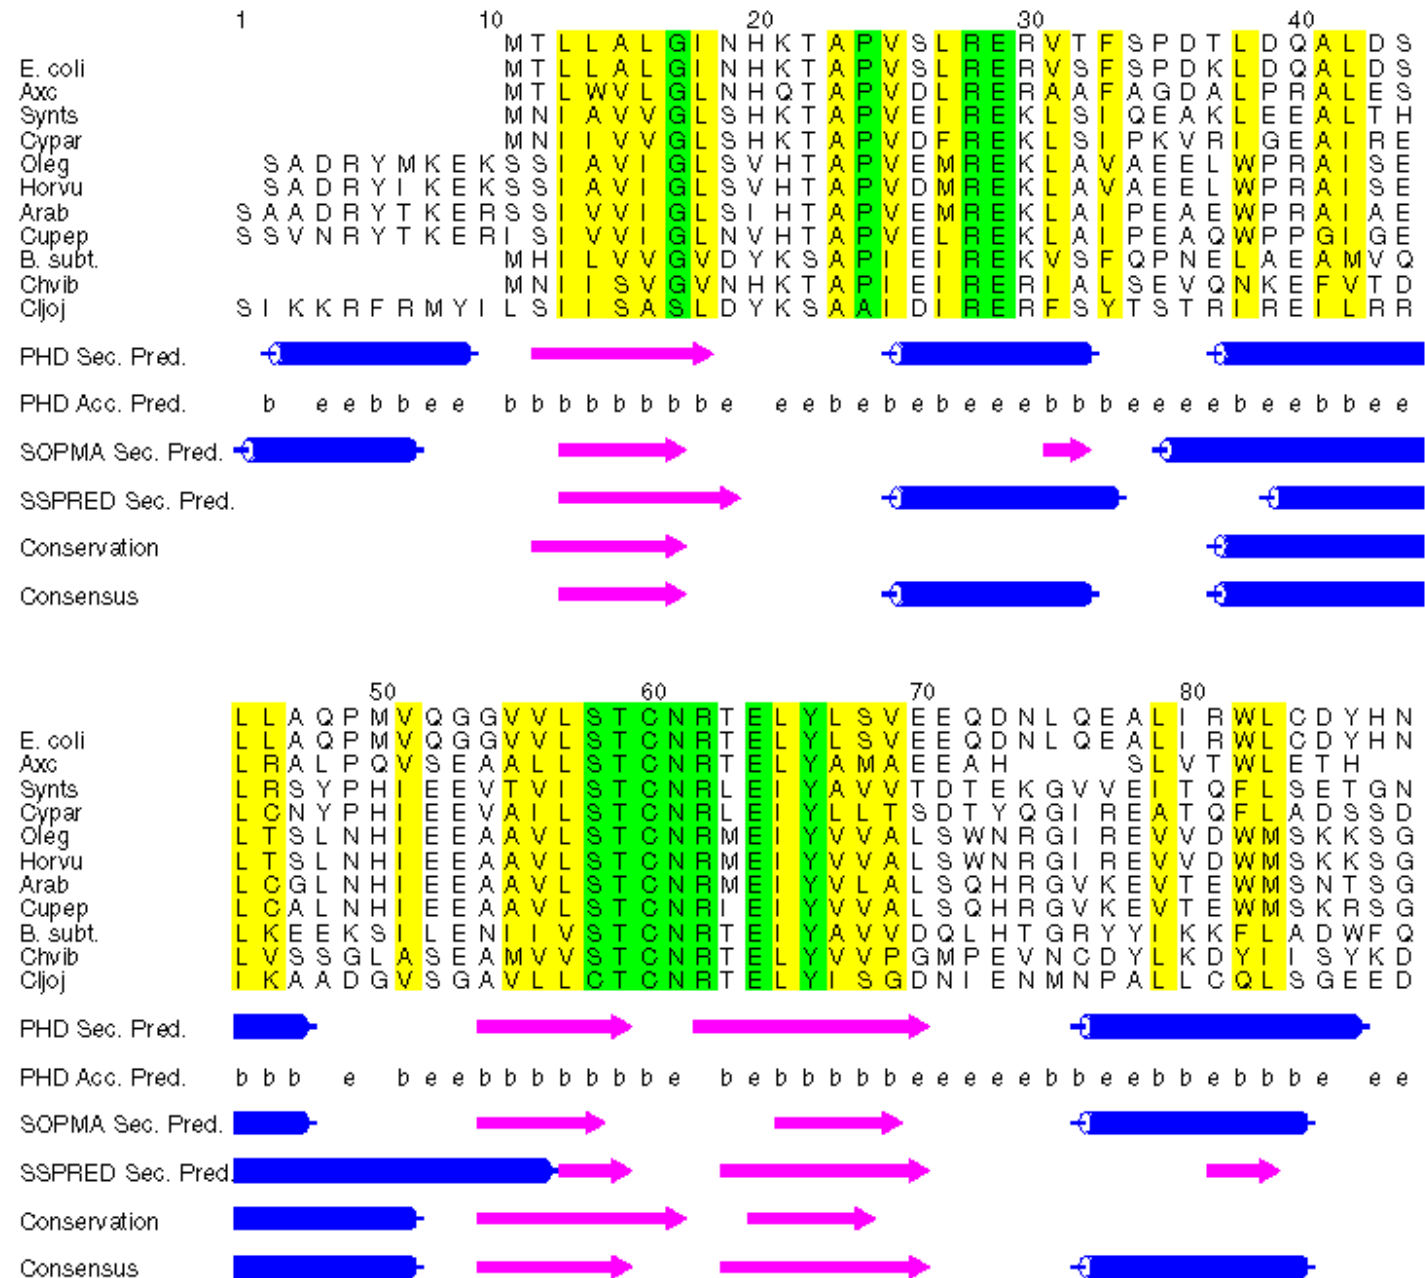 1 10 20 30 40
M T L L A L G I N H K T A P V S L R E R V T F S P D T L D Q A L D S
E. coli M T L L A L G I N H K T A P V S L R E R V S F S P D K L D Q A L D S
Axc M T L W V L G L N H Q T A P V D L R E R A A F A G D A L P R A L E S
Synts M N I A V V G L S H K T A P V E I R E K L S I Q E A K L E E A L T H
Cypar M N I I V V G L S H K T A P V D F R E K L S I P K V R I G E A I R E
Oleg S A D R Y M K E K S S I A V I G L S V H T A P V E M R E K L A V A E E L W P R A I S E
Horvu S A D R Y I K E K S S I A V I G L S V H T A P V D M R E K L A V A E E L W P R A I S E
Arab S A A D R Y T K E R S S I V V I G L S I H T A P V E M R E K L A I P E A E W P R A I A E
Cupep S S V N R Y T K E R I S I V V I G L N V H T A P V E L R E K L A I P E A Q W P P G I G E
B. subt. M H I L V V G V D Y K S A P I E I R E K V S F Q P N E L A E A M V Q
Chvib M N I I S V G V N H K T A P I E I R E R I A L S E V Q N K E F V T D
Cljoj S I K K R F R M Y I L S I I S A S L D Y K S A A I D I R E R F S Y T S T R I R E I L R R
PHD Sec. Pred.
PHD Acc. Pred. b e e b b e e b b b b b b b b e e e b e b e b e b e e b b b e e e e b e e b b e e
SOPMA Sec. Pred.
SSPRED Sec. Pred.
Conservation
Consensus
50 60 70 80
L L A Q P M V Q G G V V L S T C N R T E L Y L S V E E Q D N L Q E A L I R W L C D Y H N
E. coli L L A Q P M V Q G G V V L S T C N R T E L Y L S V E E Q D N L Q E A L I R W L C D Y H N
Axc L R A L P Q V S E A A L L S T C N R T E L Y A M A E E A H S L V T W L E T H
Synts L R S Y P H I E E V T V I S T C N R L E I Y A V V T D T E K G V V E I T Q F L S E T G N
Cypar L C N Y P H I E E V A I L S T C N R L E I Y L L T S D T Y Q G I R E A T Q F L A D S S D
Oleg L T S L N H I E E A A V L S T C N R M E I Y V V A L S W N R G I R E V V D W M S K K S G
Horvu L T S L N H I E E A A V L S T C N R M E I Y V V A L S W N R G I R E V V D W M S K K S G
Arab L C G L N H I E E A A V L S T C N R M E I Y V L A L S Q H R G V K E V T E W M S N T S G
Cupep L C A L N H I E E A A V L S T C N R I E I Y V V A L S Q H R G V K E V T E W M S K R S G
B. subt. L K E E K S I L E N I I V S T C N R T E I Y A V V D Q L H T G R Y Y I K K F L A D W F Q
Chvib L V S S G L A S E A M V V S T C N R T E L Y V V P G M P E V N C D Y L K D Y I I S Y K D
Cljoj I K A A D G V S G A V L L C T C N R T E L Y I S G D N I E N M N P A L L C Q L S G E E D
PHD Sec. Pred.
PHD Acc. Pred. b b b e b e e b b b b b b b e b e b b b b e e e e e b b e e b b e b b b e e e
SOPMA Sec. Pred.
SSPRED Sec. Pred.
Conservation
Consensus